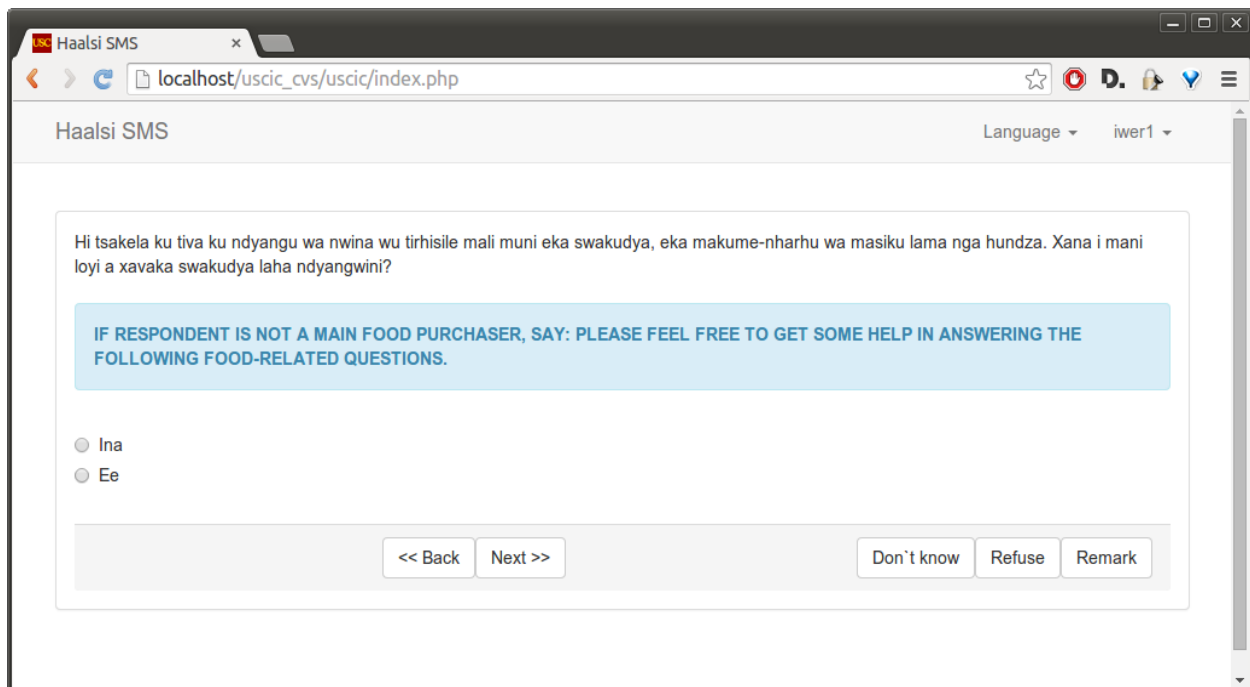 USC Haalsi SMS ×
localhost/uscic_cvs/uscic/index.php D.
Haalsi SMS Language iwer1
Hi tsakela ku tiva ku ndyangu wa nwina wu tirhisile mali muni eka swakudya, eka makume-nharhu wa masiku lama nga hundza. Xana i mani
loyi a xavaka swakudya laha ndyangwini?
IF RESPONDENT IS NOT A MAIN FOOD PURCHASER, SAY: PLEASE FEEL FREE TO GET SOME HELP IN ANSWERING THE
FOLLOWING FOOD-RELATED QUESTIONS.
Ina
Ee
<< Back Next >> Don`t know Refuse Remark